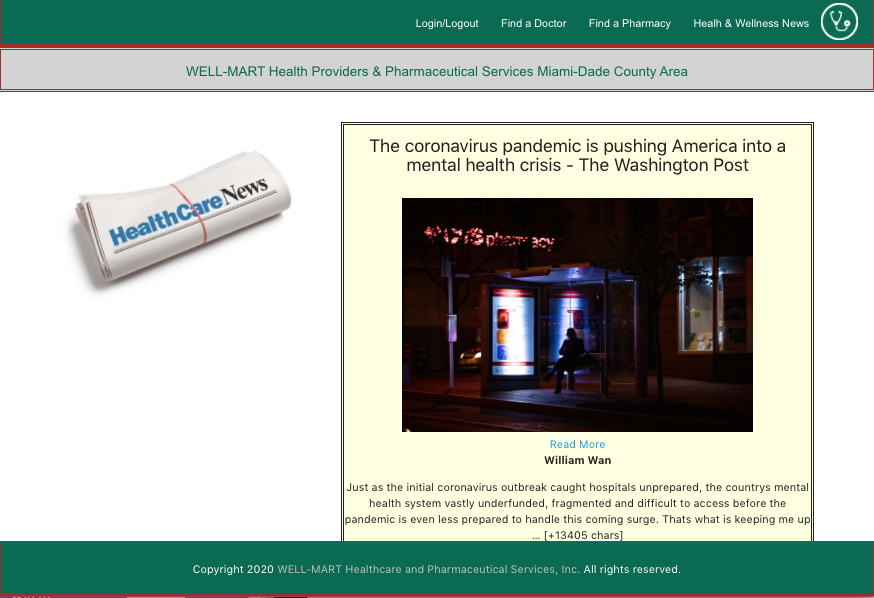 Login/Logout Find a Doctor Find a Pharmacy Healh & Wellness News
WELL-MART Health Providers & Pharmaceutical Services Miami-Dade County Area
HealthCare News
The coronavirus pandemic is pushing America into a
mental health crisis - The Washington Post
pharmacy
Read More
William Wan
Just as the initial coronavirus outbreak caught hospitals unprepared, the countrys mental
health system vastly underfunded, fragmented and difficult to access before the
pandemic is even less prepared to handle this coming surge. Thats what is keeping me up
… [+13405 chars]
Copyright 2020 WELL-MART Healthcare and Pharmaceutical Services, Inc. All rights reserved.